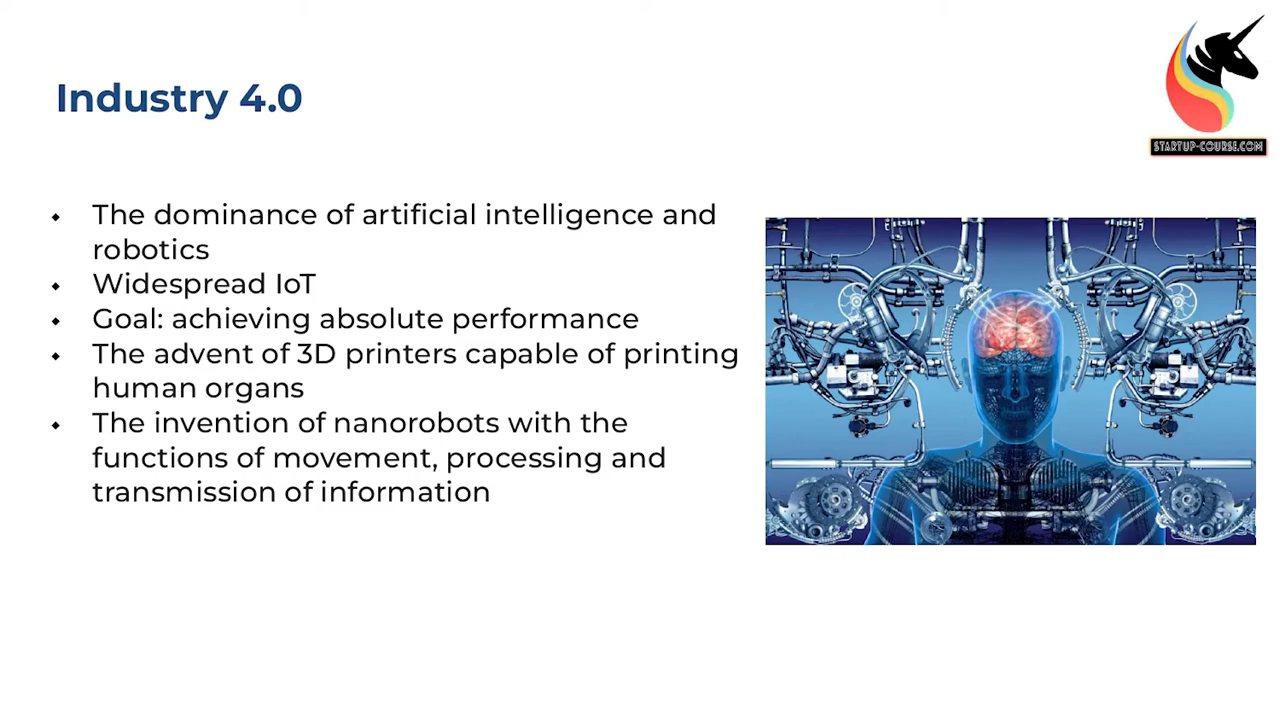 Industry 4.0
STARTUP-COURSE.COM
⬥ The dominance of artificial intelligence and
robotics
⬥ Widespread IoT
⬥ Goal: achieving absolute performance
⬥ The advent of 3D printers capable of printing
human organs
⬥ The invention of nanorobots with the
functions of movement, processing and
transmission of information